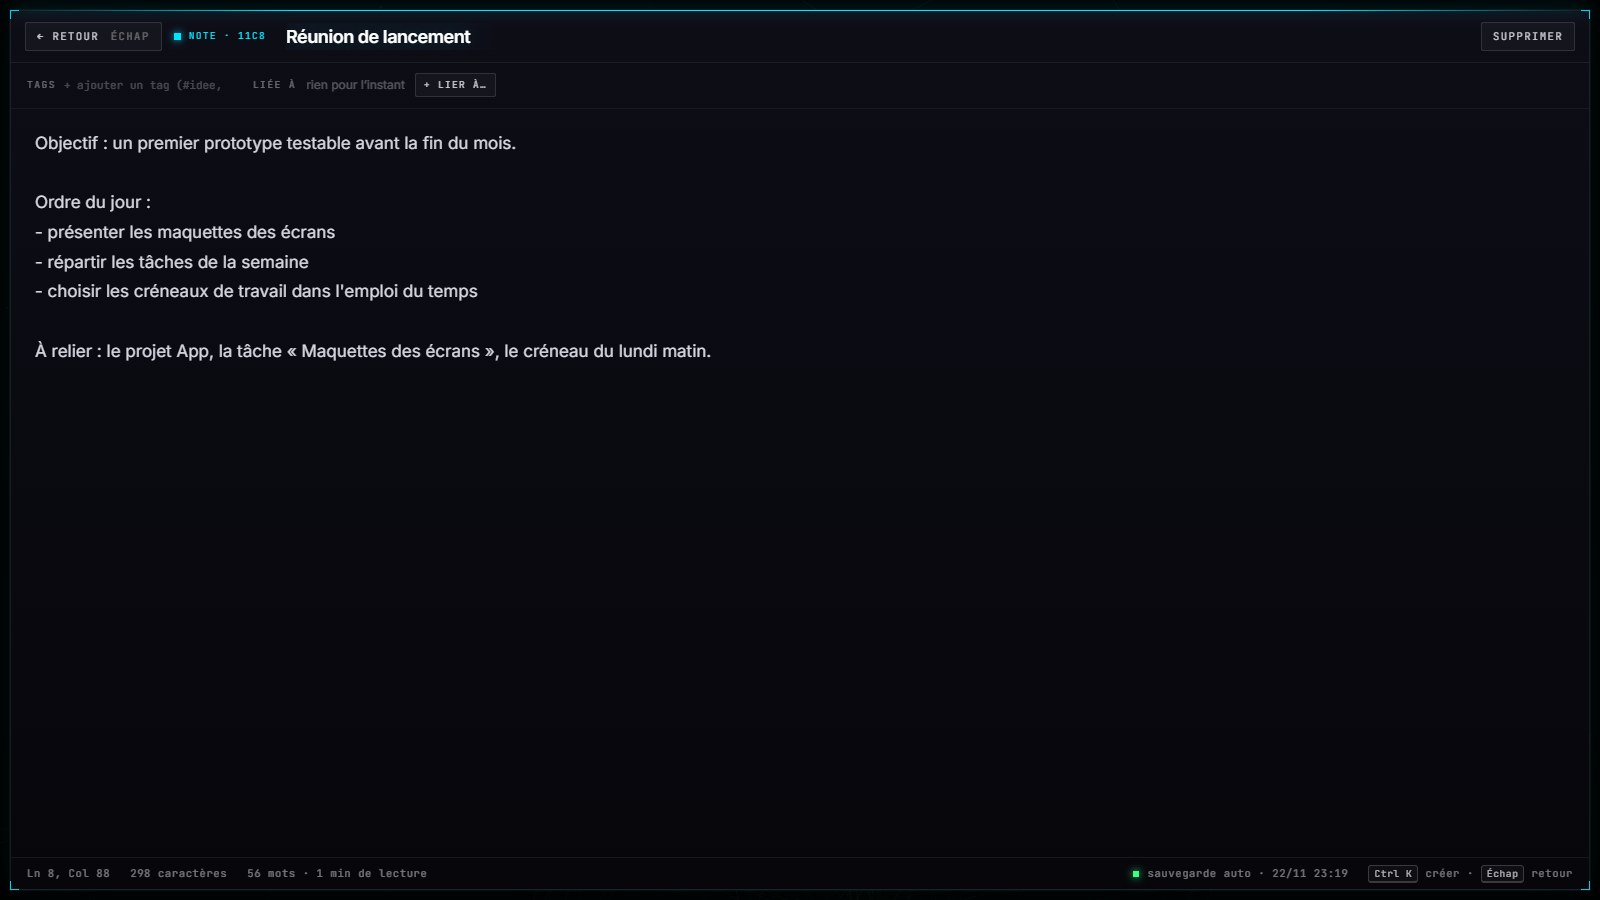 ← RETOUR ÉCHAP NOTE · 11C8 Réunion de lancement SUPPRIMER
TAGS + ajouter un tag (#idee, LIÉE À rien pour l'instant + LIER À…
Objectif : un premier prototype testable avant la fin du mois.
Ordre du jour :
- présenter les maquettes des écrans
- répartir les tâches de la semaine
- choisir les créneaux de travail dans l'emploi du temps
À relier : le projet App, la tâche « Maquettes des écrans », le créneau du lundi matin.
Ln 8, Col 88 298 caractères 56 mots · 1 min de lecture sauvegarde auto · 22/11 23:19 Ctrl K créer · Échap retour